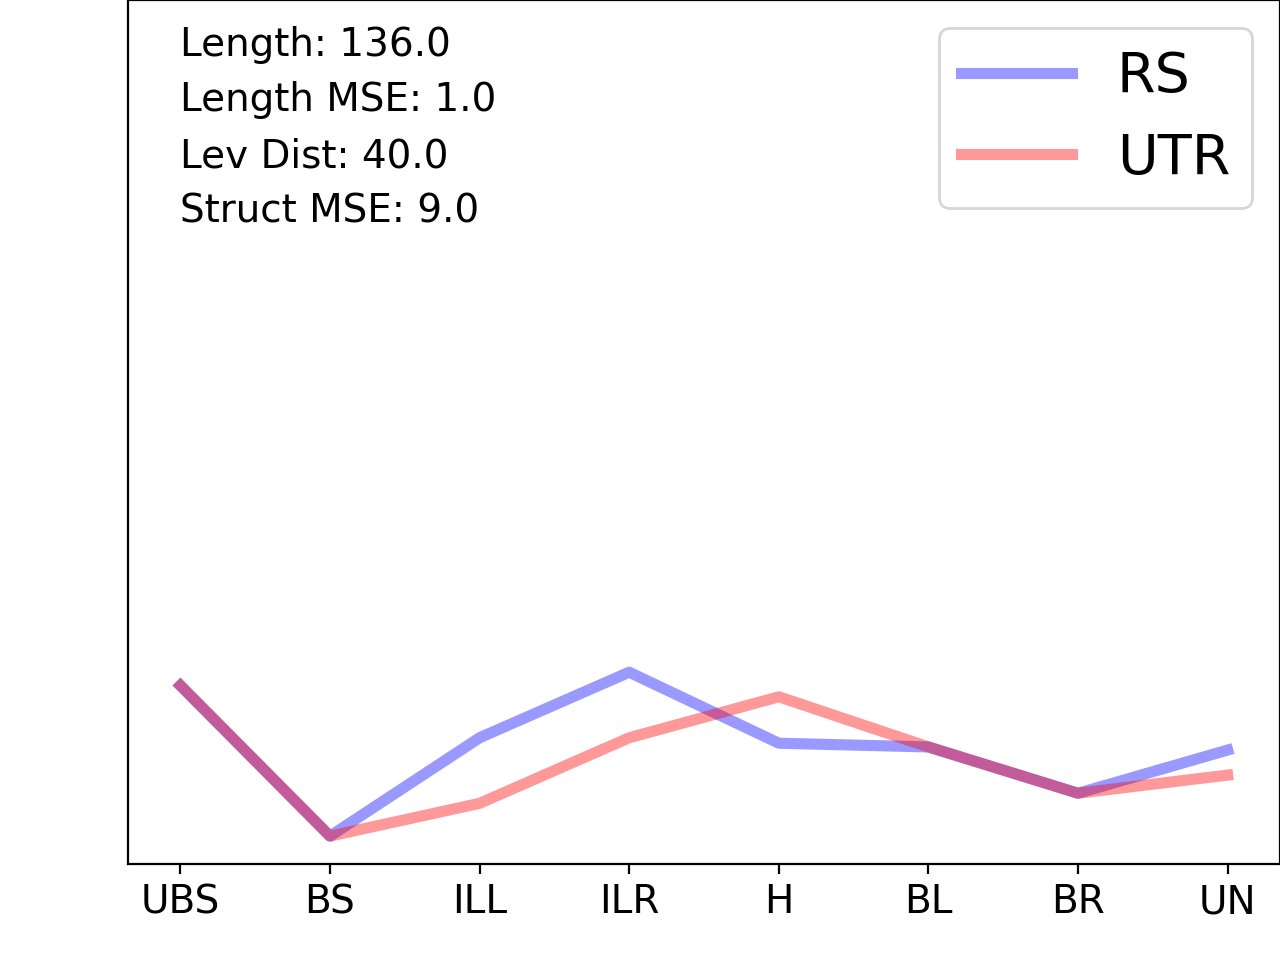 Length: 136.0
Length MSE: 1.0
Lev Dist: 40.0
Struct MSE: 9.0
RS
UTR
UBS BS ILL ILR H BL BR UN